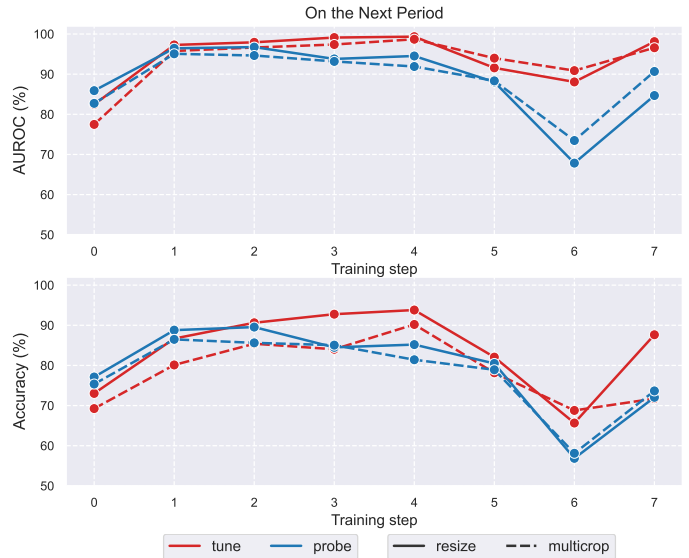 On the Next Period
100
90
80
70
60
50
AUROC (%)
0 1 2 3 4 5 6 7
Training step
100
90
80
70
60
50
Accuracy (%)
0 1 2 3 4 5 6 7
Training step
tune probe resize multicrop